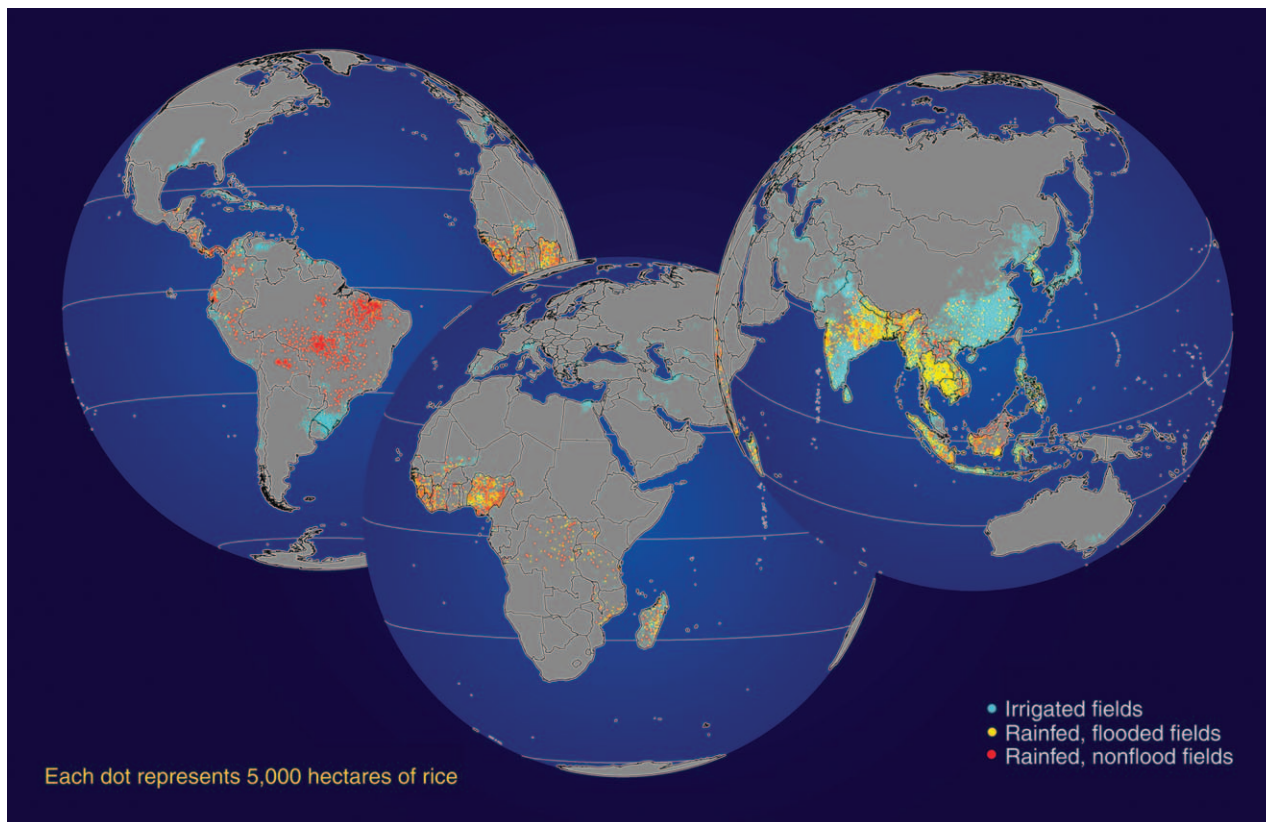 Irrigated fields
Rainfed, flooded fields
Rainfed, nonflood fields
Each dot represents 5,000 hectares of rice